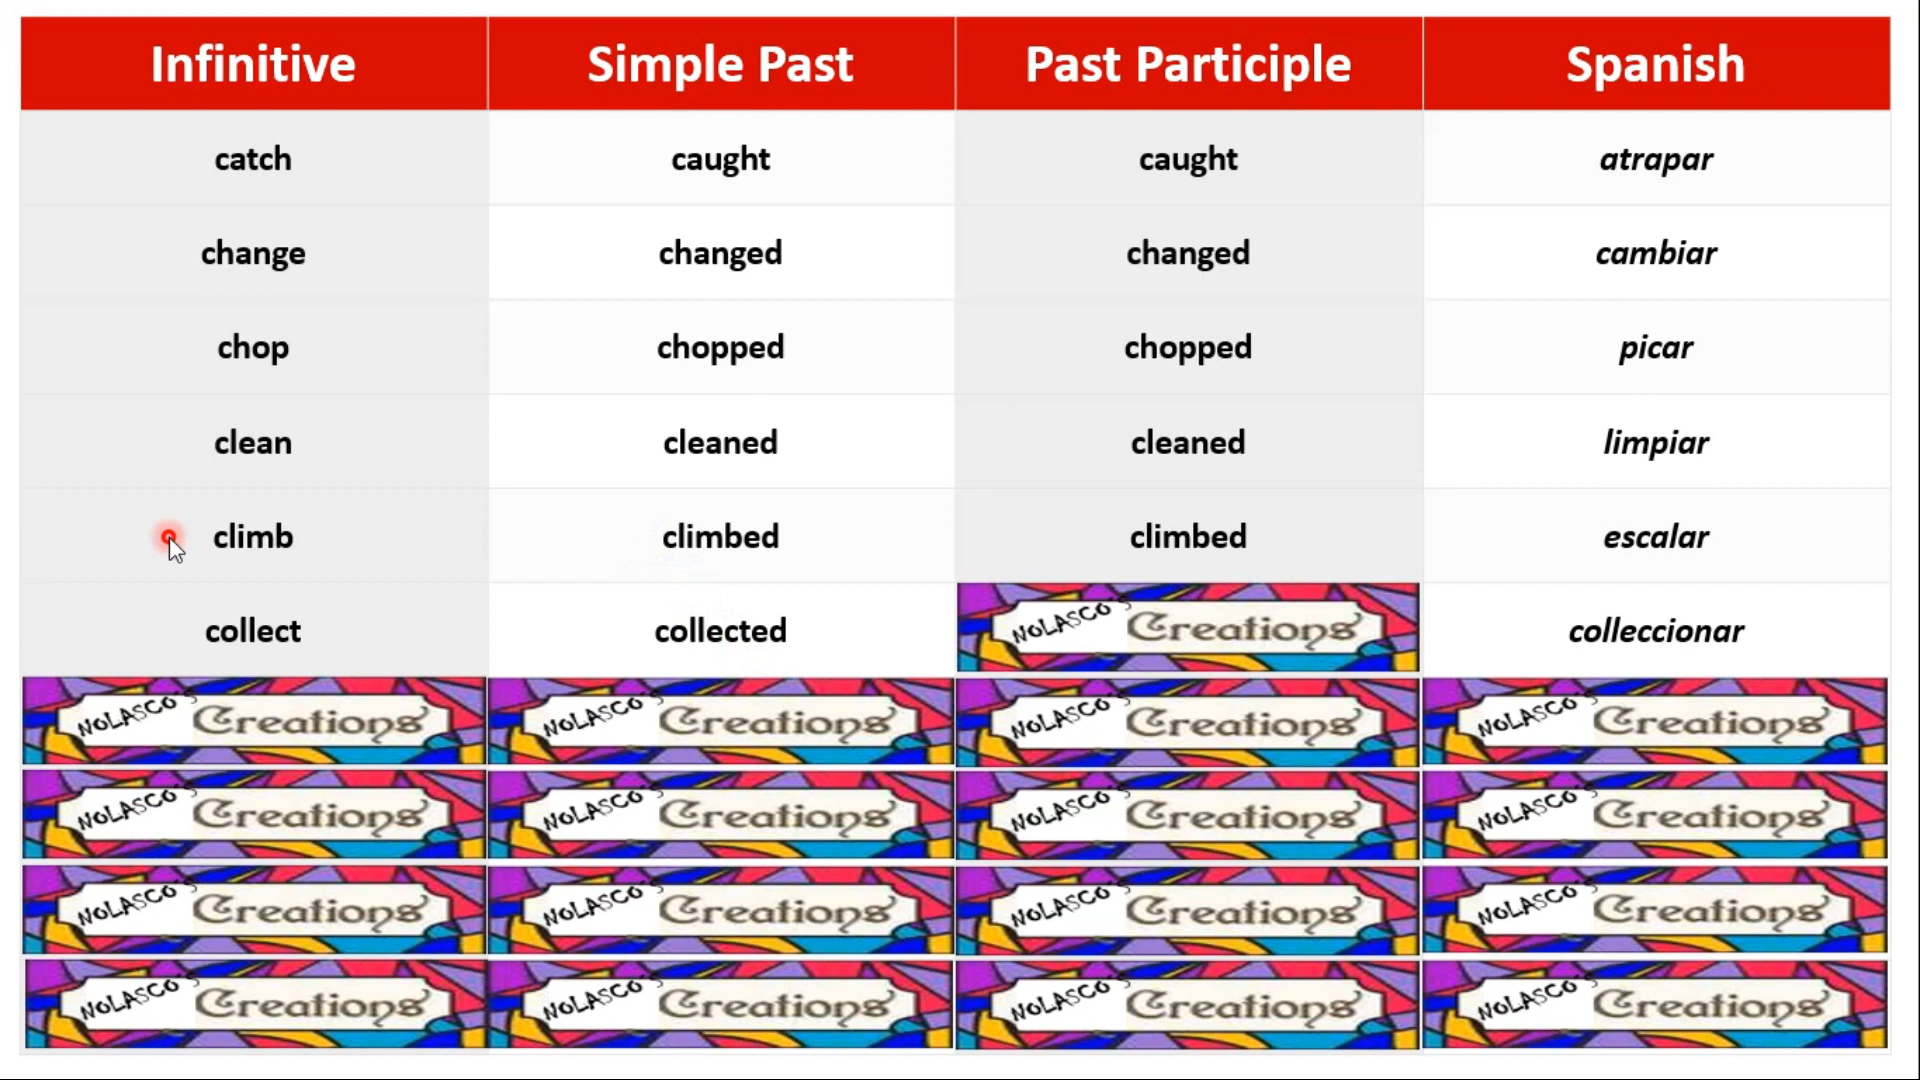 Infinitive Simple Past Past Participle Spanish
catch caught caught atrapar
change changed changed cambiar
chop chopped chopped picar
clean cleaned cleaned limpiar
climb climbed climbed escalar
collect collected NOLASCO´S Creations colleccionar
NOLASCO´S Creations NOLASCO´S Creations NOLASCO´S Creations NOLASCO´S Creations
NOLASCO´S Creations NOLASCO´S Creations NOLASCO´S Creations NOLASCO´S Creations
NOLASCO´S Creations NOLASCO´S Creations NOLASCO´S Creations NOLASCO´S Creations
NOLASCO´S Creations NOLASCO´S Creations NOLASCO´S Creations NOLASCO´S Creations